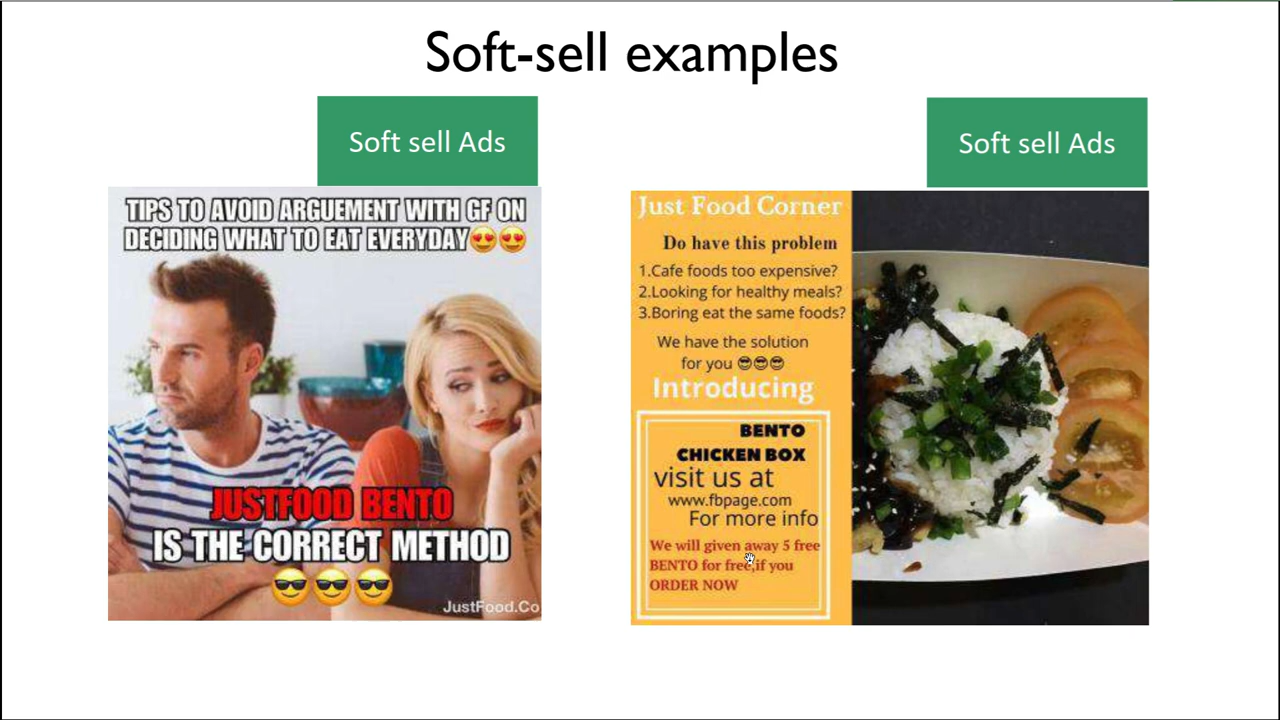 Soft-sell examples
Soft sell Ads
TIPS TO AVOID ARGUEMENT WITH GF ON
DECIDING WHAT TO EAT EVERYDAY😍😍
JUSTFOOD BENTO
IS THE CORRECT METHOD
😎😎😎
JustFood.Co
Soft sell Ads
Just Food Corner
Do have this problem
1.Cafe foods too expensive?
2.Looking for healthy meals?
3.Boring eat the same foods?
We have the solution
for you 😎😎😎
Introducing
BENTO
CHICKEN BOX
visit us at
www.fbpage.com
For more info
We will given away 5 free
BENTO for free,if you
ORDER NOW